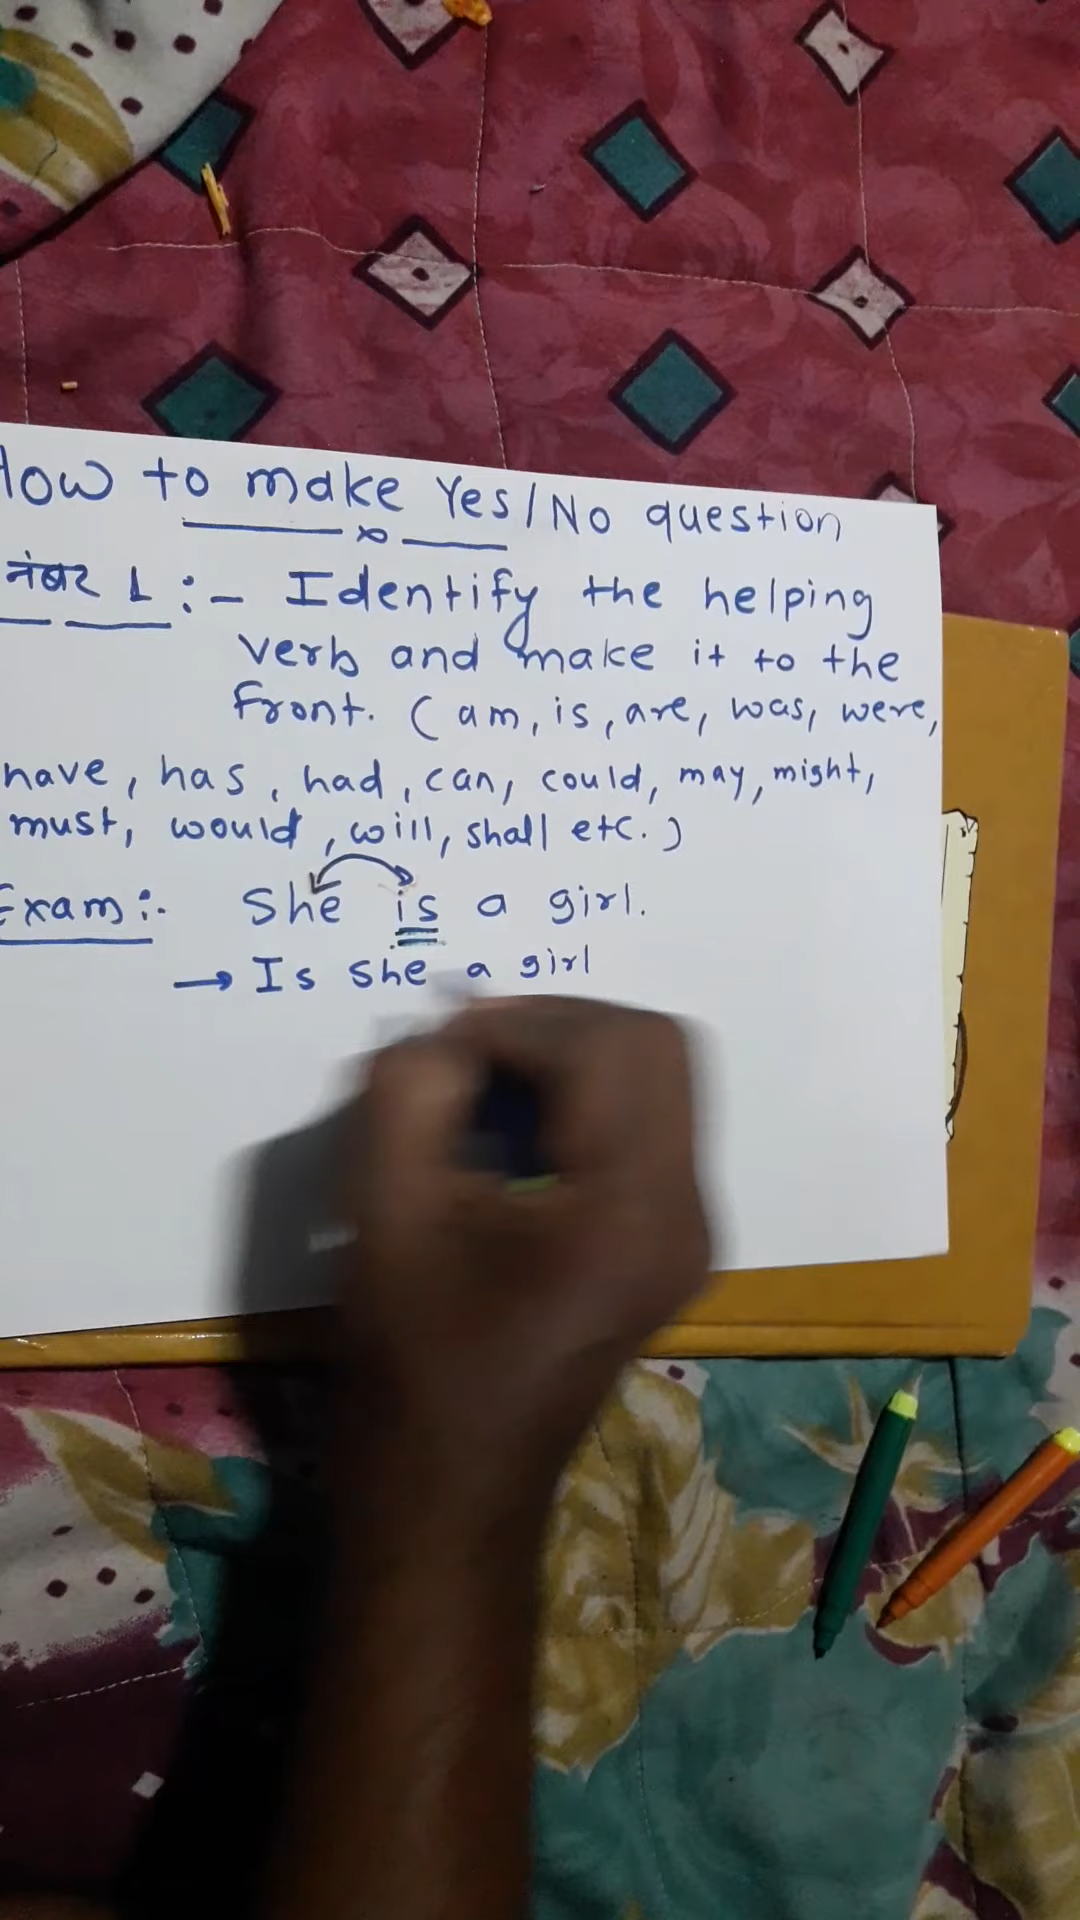 How to make Yes/No question
नंबर 1 :- Identify the helping
verb and make it to the
front. (am, is, are, was, were,
have, has, had, can, could, may, might,
must, would, will, shall etc.)
Exam :- She is a girl.
→ Is she a girl